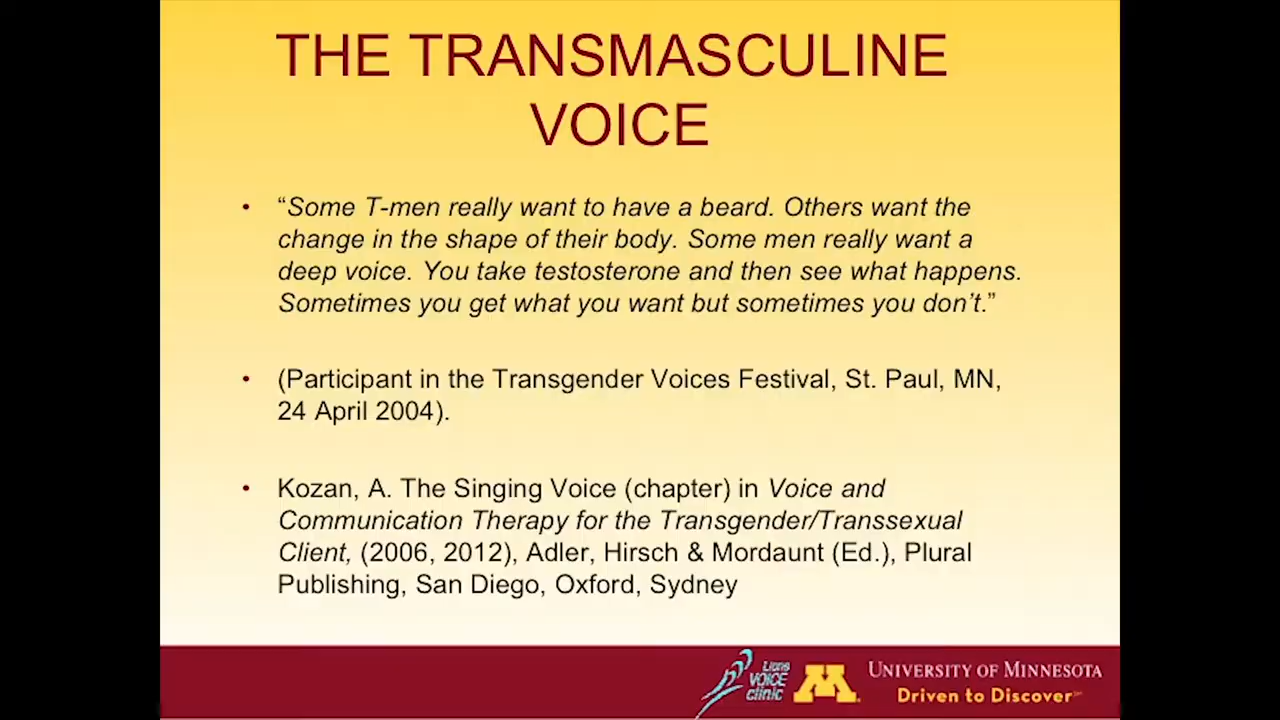 THE TRANSMASCULINE
VOICE
• “Some T-men really want to have a beard. Others want the
change in the shape of their body. Some men really want a
deep voice. You take testosterone and then see what happens.
Sometimes you get what you want but sometimes you don’t.”
• (Participant in the Transgender Voices Festival, St. Paul, MN,
24 April 2004).
• Kozan, A. The Singing Voice (chapter) in Voice and
Communication Therapy for the Transgender/Transsexual
Client, (2006, 2012), Adler, Hirsch & Mordaunt (Ed.), Plural
Publishing, San Diego, Oxford, Sydney
Lions
VOICE
clinic
M
UNIVERSITY OF MINNESOTA
Driven to Discover